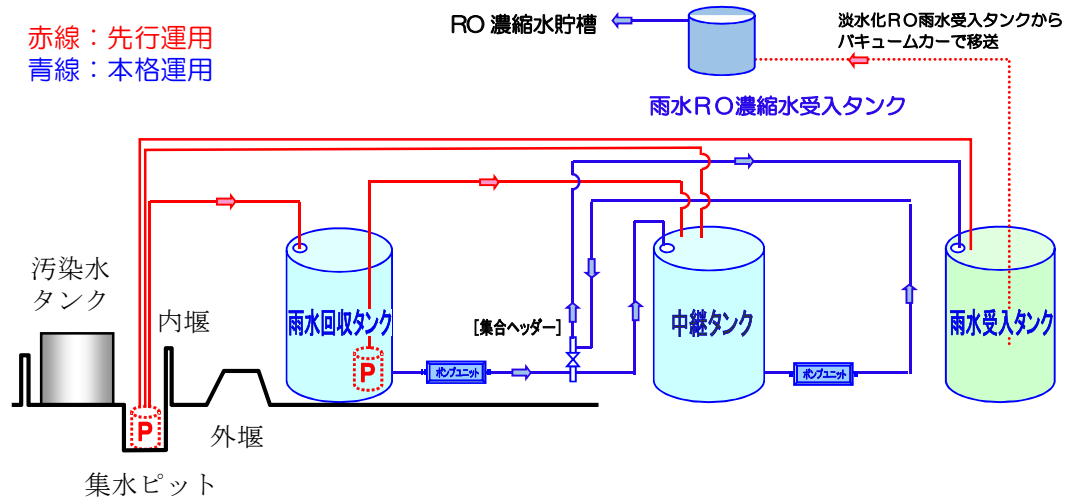 赤線：先行運用
青線：本格運用
RO 濃縮水貯槽
淡水化ＲＯ雨水受入タンクから
バキュームカーで移送
雨水ＲＯ濃縮水受入タンク
汚染水
タンク
内堰
雨水回収タンク
P
[集合ヘッダー]
中継タンク
雨水受入タンク
ポンプユニット
ポンプユニット
P
外堰
集水ピット